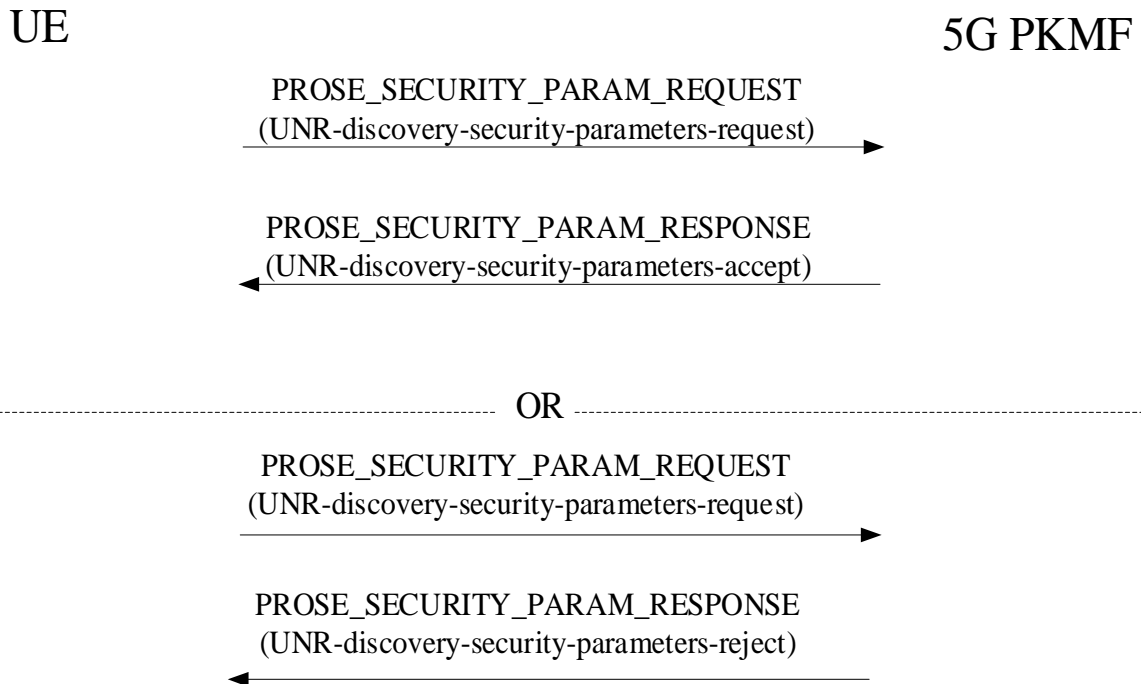 UE
5G PKMF
PROSE_SECURITY_PARAM_REQUEST
(UNR-discovery-security-parameters-request)
PROSE_SECURITY_PARAM_RESPONSE
(UNR-discovery-security-parameters-accept)
OR
PROSE_SECURITY_PARAM_REQUEST
(UNR-discovery-security-parameters-request)
PROSE_SECURITY_PARAM_RESPONSE
(UNR-discovery-security-parameters-reject)